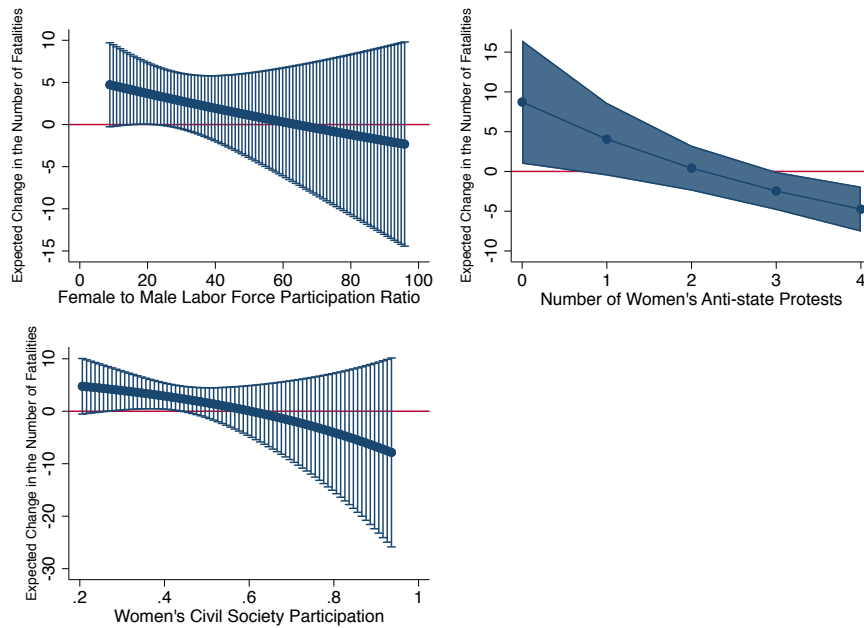 Expected Change in the Number of Fatalities
10
5
0
-5
-10
-15
0 20 40 60 80 100
Female to Male Labor Force Participation Ratio
Expected Change in the Number of Fatalities
15
10
5
0
-5
-10
0 1 2 3 4
Number of Women's Anti-state Protests
Expected Change in the Number of Fatalities
10
0
-10
-20
-30
.2 .4 .6 .8 1
Women's Civil Society Participation